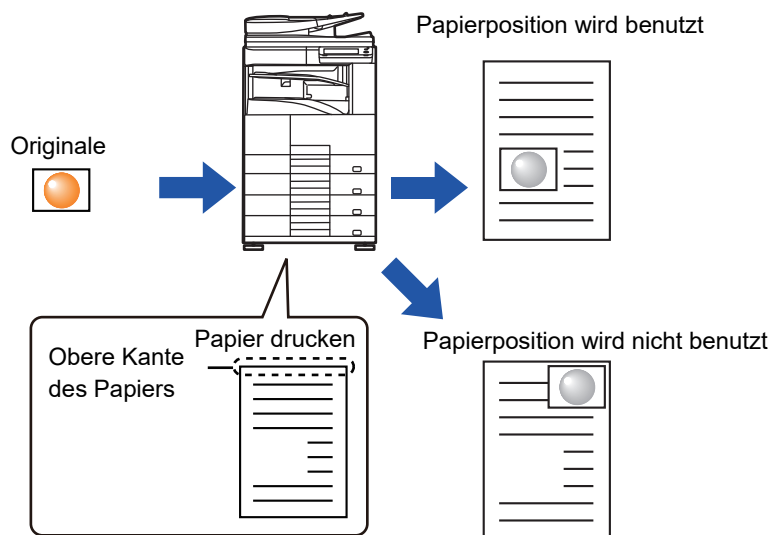 Papierposition wird benutzt
Originale
Papier drucken
Obere Kante
des Papiers
Papierposition wird nicht benutzt